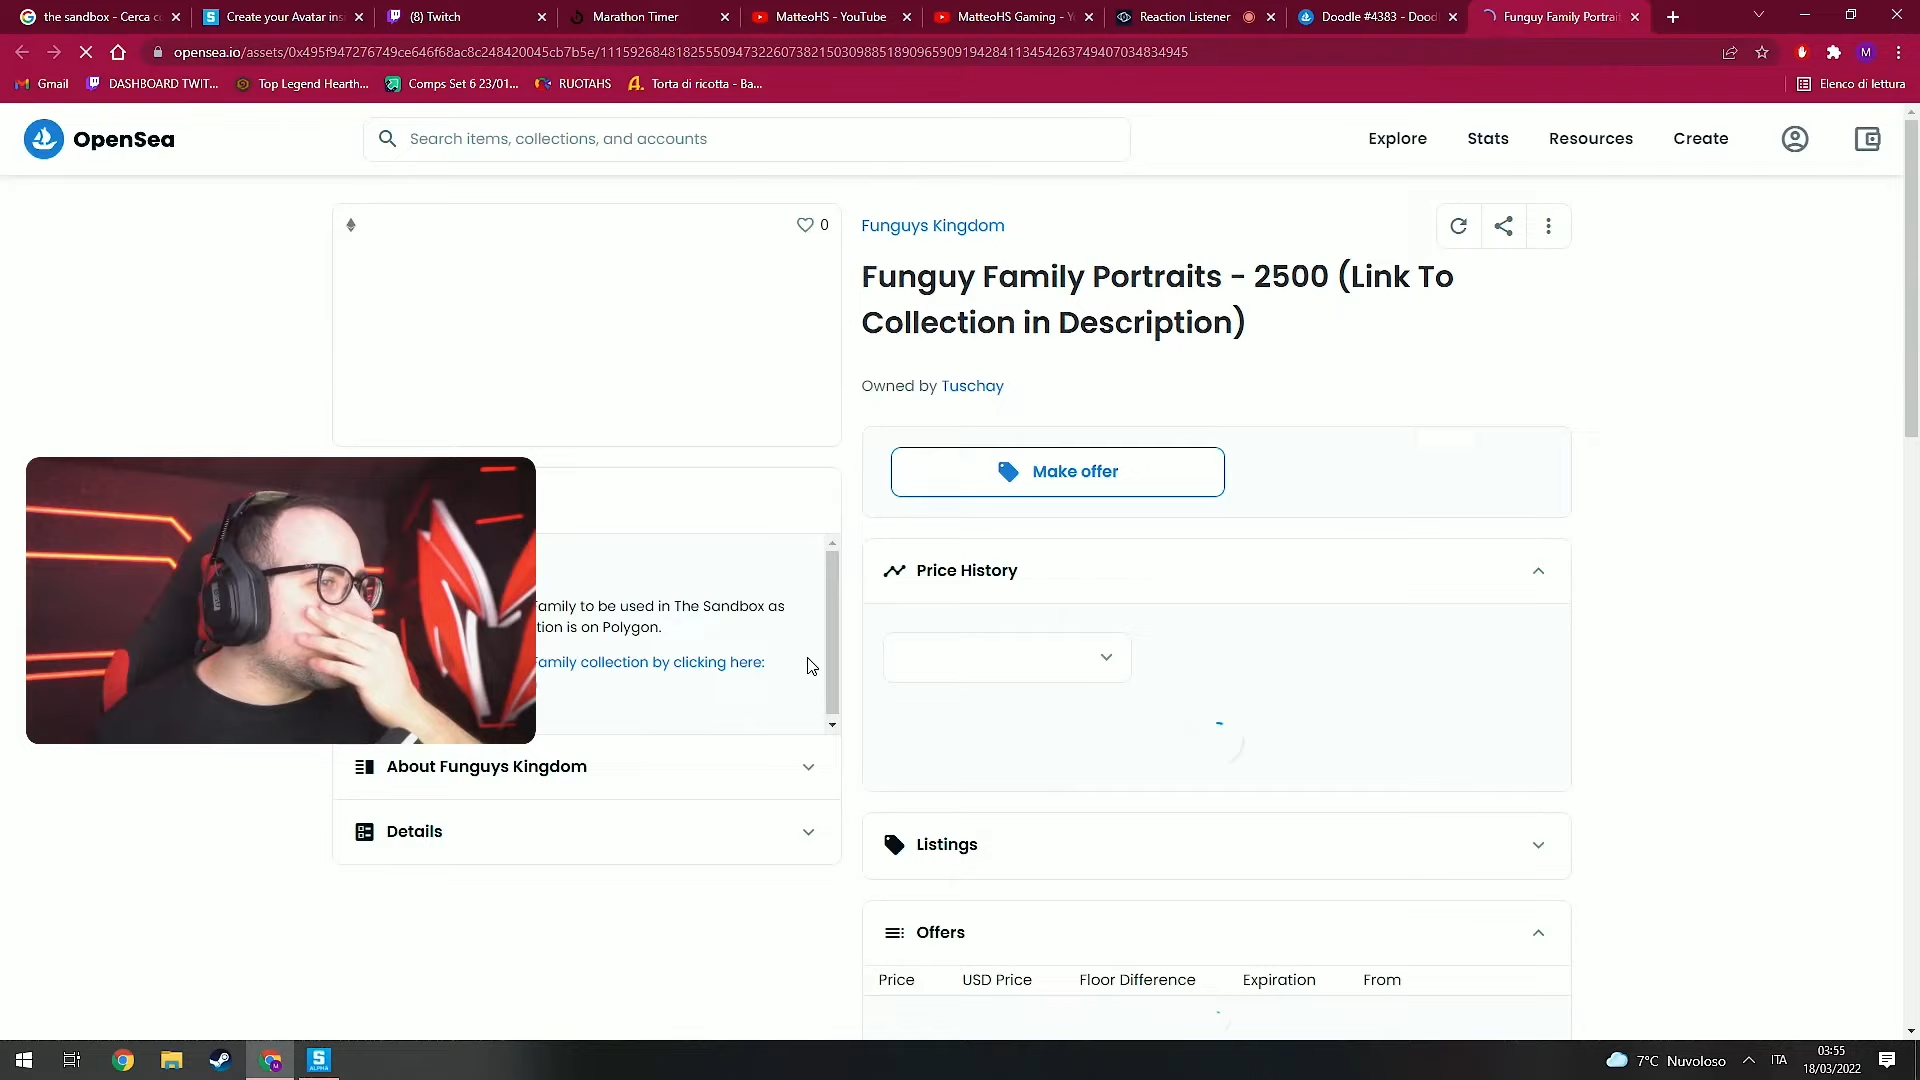 the sandbox - Cerca c
Create your Avatar in
(8) Twitch
Marathon Timer
MatteoHS - YouTube
MatteoHS Gaming - Y
Reaction Listener
Doodle #4383 - Dood
Funguy Family Portrai
opensea.io/assets/0x495f947276749ce646f68ac8c248420045cb7b5e/
Gmail
DASHBOARD TWIT...
Top Legend Hearth...
Comps Set 6 23/01...
RUOTAHS
Torta di ricotta - Ba...
Elenco di lettura
OpenSea
Search items, collections, and accounts
Explore
Stats
Resources
Create
0
Funguys Kingdom
Funguy Family Portraits - 2500 (Link To
Collection in Description)
Owned by Tuschay
Make offer
Price History
amily to be used in The Sandbox as
tion is on Polygon.
amily collection by clicking here:
About Funguys Kingdom
Details
Listings
Offers
Price
USD Price
Floor Difference
Expiration
From
7°C Nuvoloso
ITA
03:55
18/03/2022